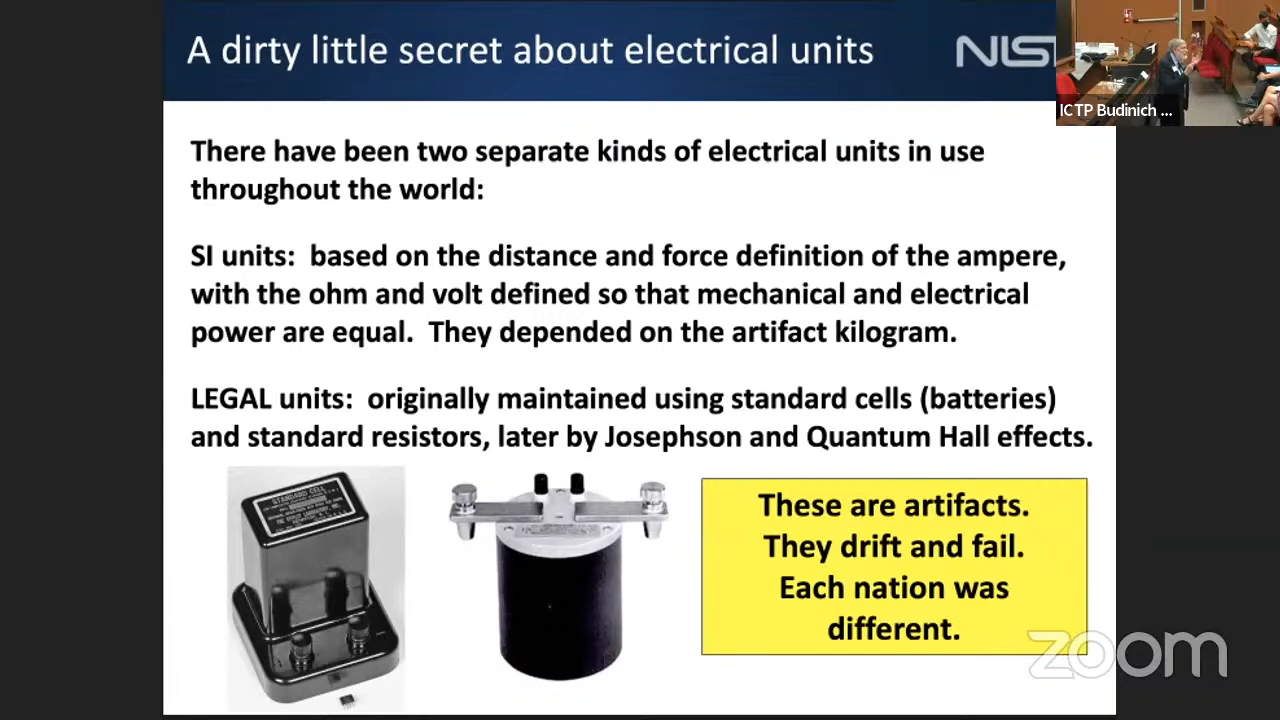 A dirty little secret about electrical units
NIS
ICTP Budinich ...
There have been two separate kinds of electrical units in use
throughout the world:
SI units: based on the distance and force definition of the ampere,
with the ohm and volt defined so that mechanical and electrical
power are equal. They depended on the artifact kilogram.
LEGAL units: originally maintained using standard cells (batteries)
and standard resistors, later by Josephson and Quantum Hall effects.
STANDARD CELL
These are artifacts.
They drift and fail.
Each nation was
different.
zoom